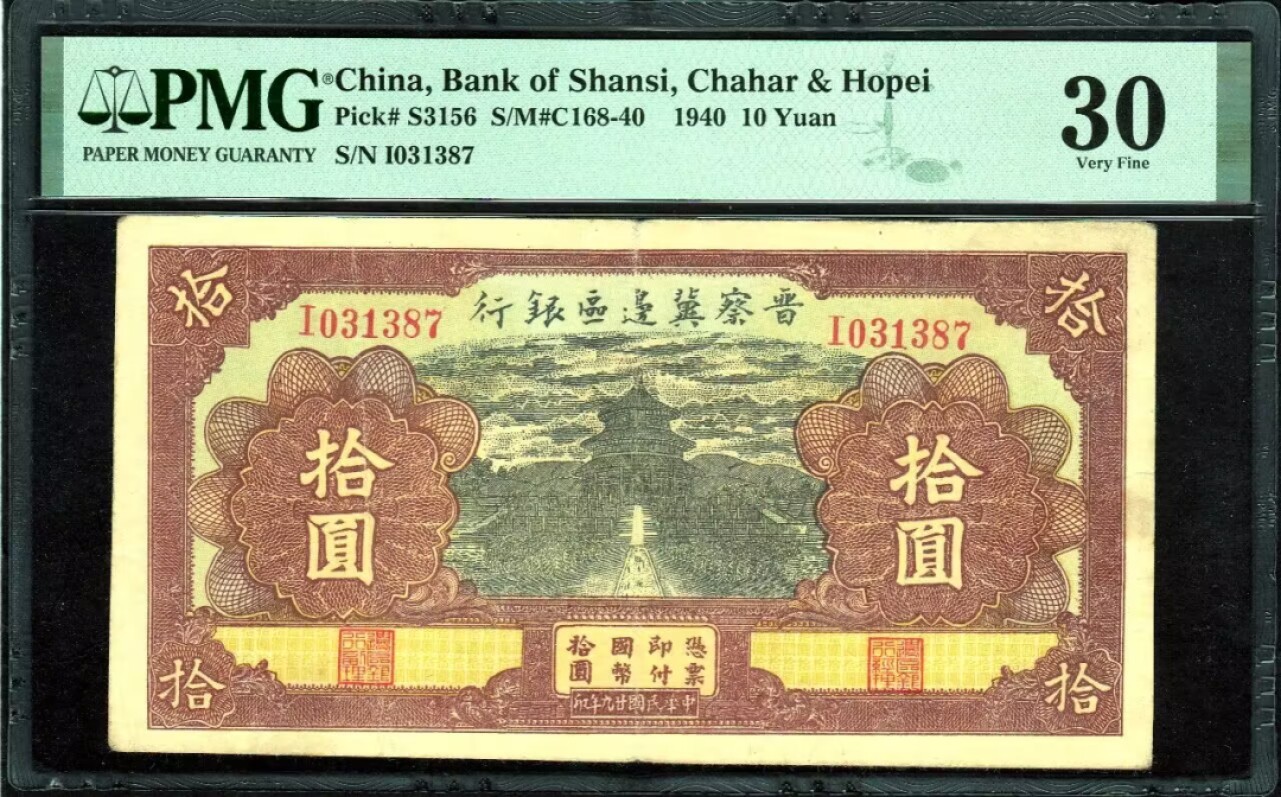 PMG®
PAPER MONEY GUARANTY
China, Bank of Shansi, Chahar & Hopei
Pick# S3156 S/M#C168-40 1940 10 Yuan
S/N I031387
30
Very Fine
拾
拾
行銀區邊冀察晋
I031387
I031387
拾圓
拾圓
憑票
即付
國幣
拾圓
印年九廿國民華中
拾
拾